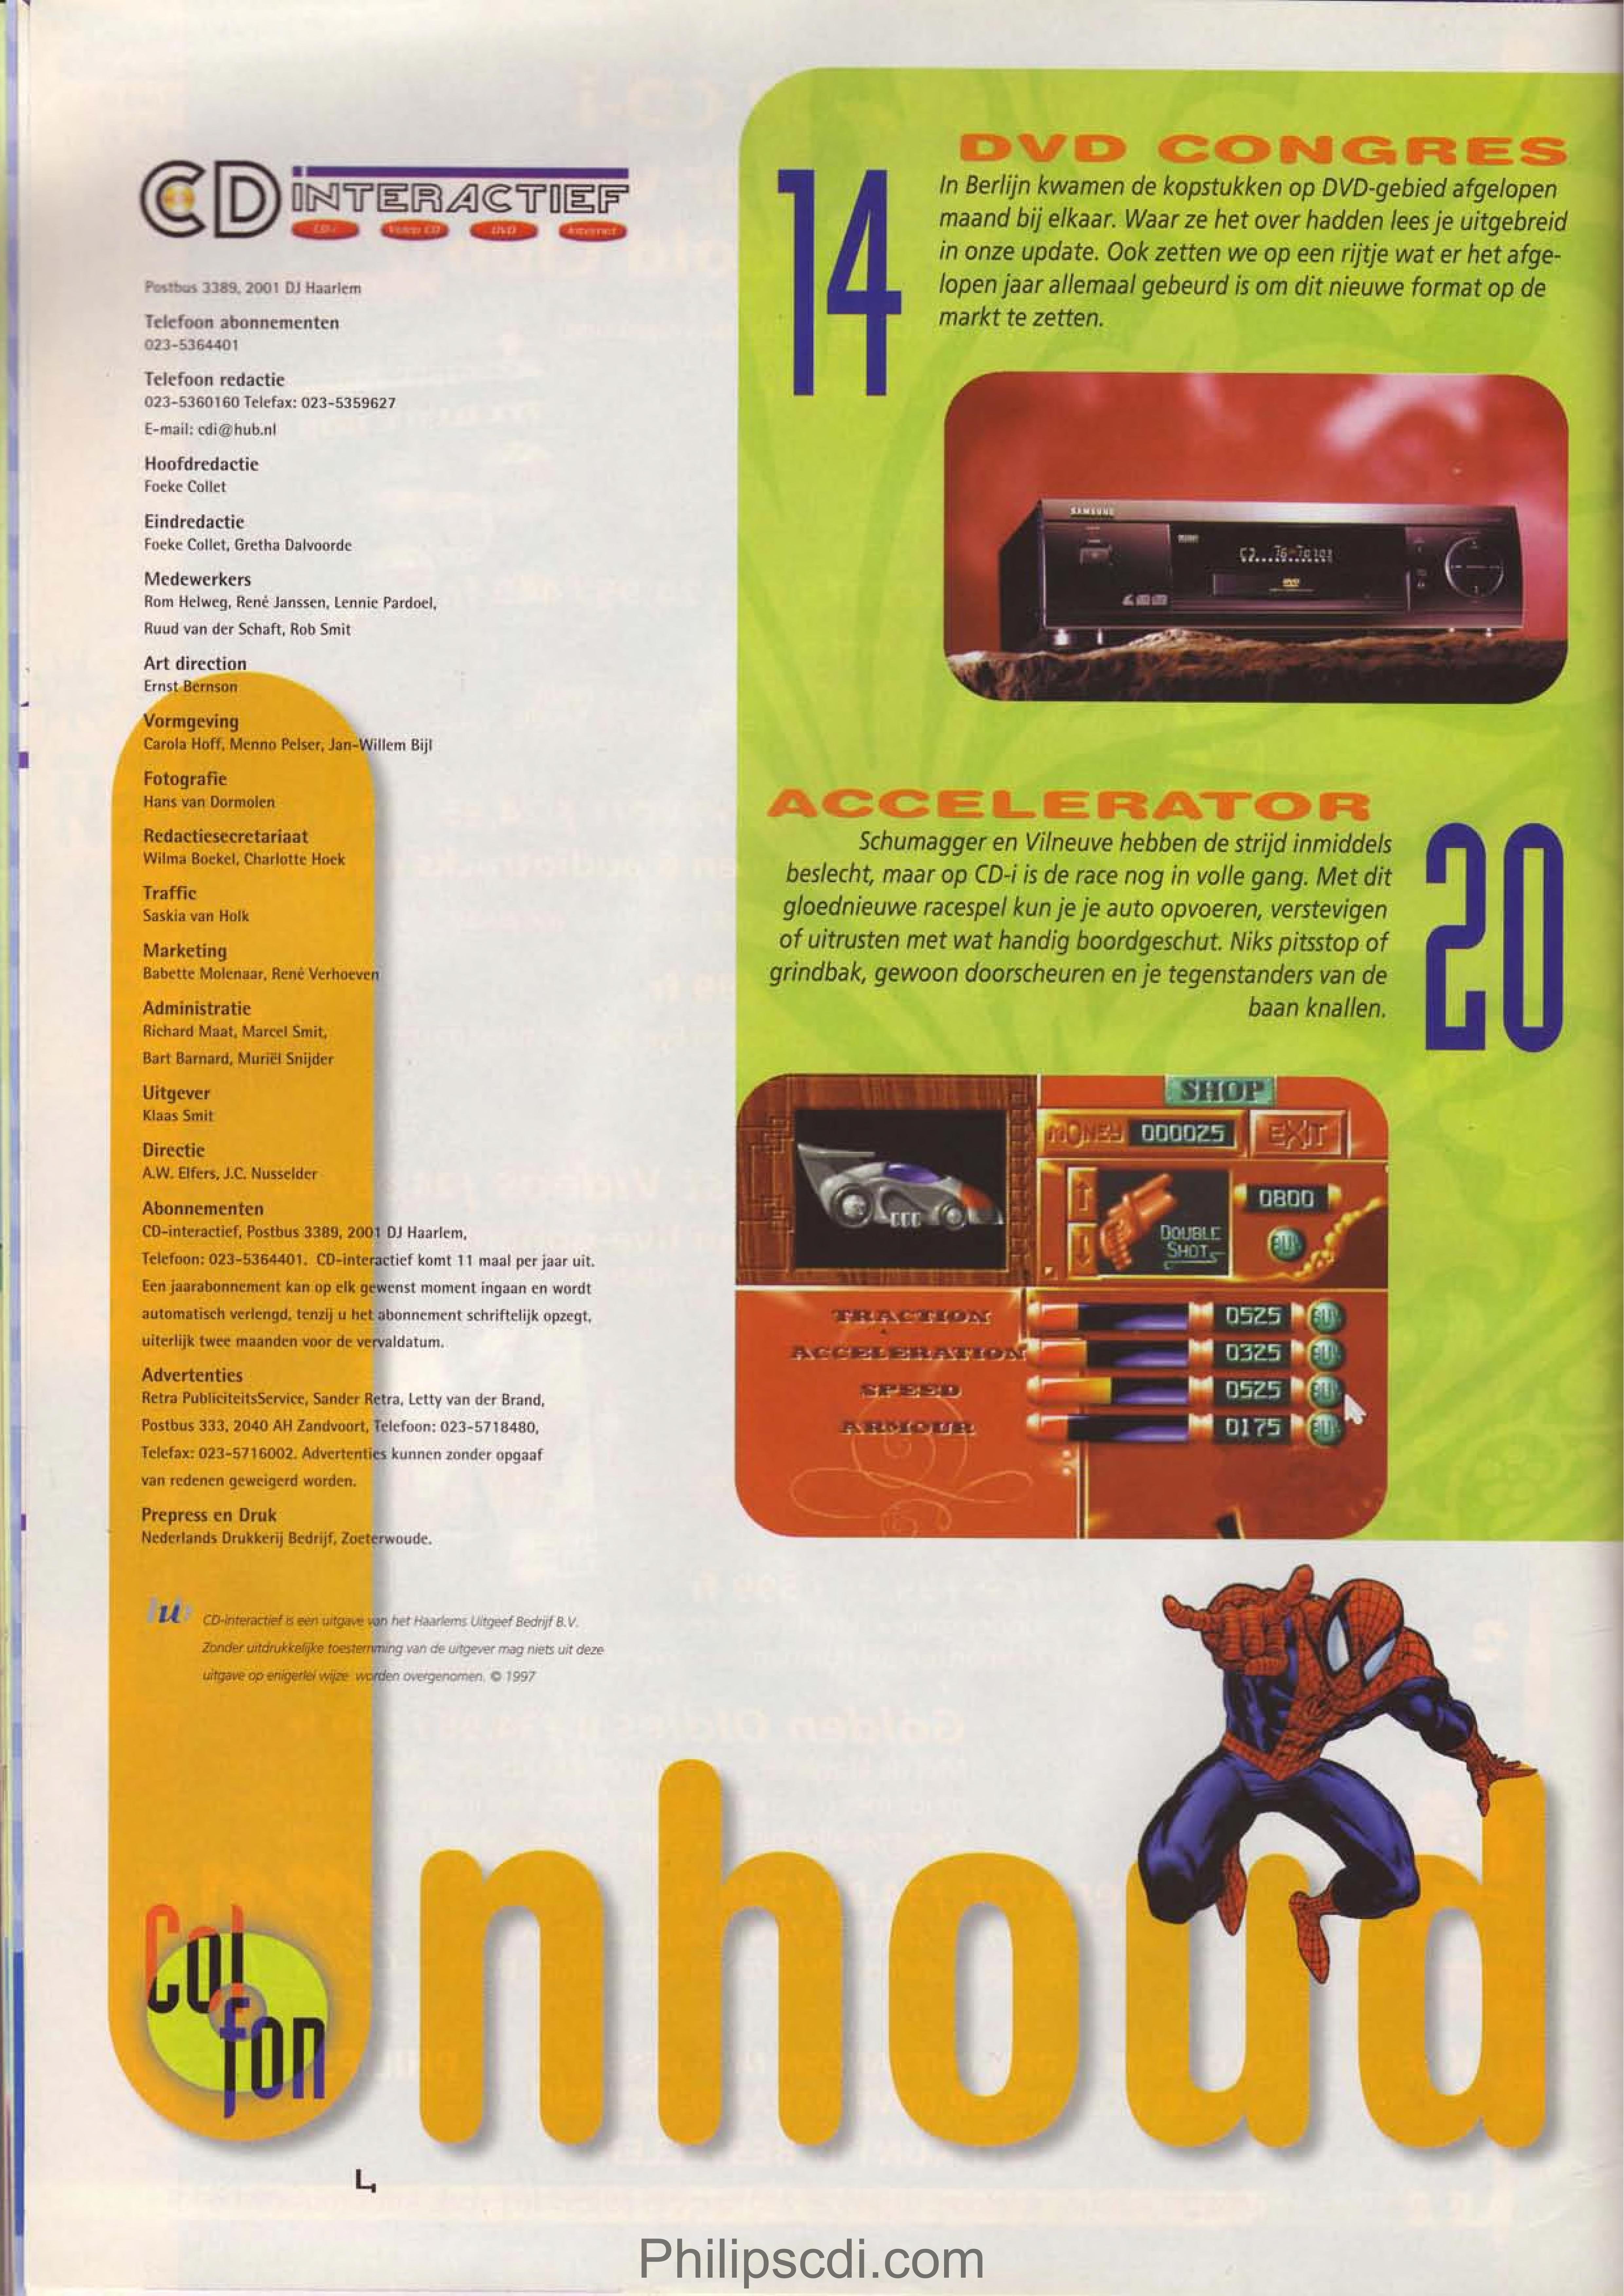 CD INTERACTIEF
CD-i Video CD DVD Internet
Postbus 3389, 2001 DJ Haarlem
Telefoon abonnementen
023-5364401
Telefoon redactie
023-5360160 Telefax: 023-5359627
E-mail: cdi@hub.nl
Hoofdredactie
Foeke Collet
Eindredactie
Foeke Collet, Gretha Dalvoorde
Medewerkers
Rom Helweg, René Janssen, Lennie Pardoel,
Ruud van der Schaft, Rob Smit
Art direction
Ernst Bernson
Vormgeving
Carola Hoff, Menno Pelser, Jan-Willem Bijl
Fotografie
Hans van Dormolen
Redactiesecretariaat
Wilma Boekel, Charlotte Hoek
Traffic
Saskia van Holk
Marketing
Babette Molenaar, René Verhoeven
Administratie
Richard Maat, Marcel Smit,
Bart Barnard, Muriël Snijder
Uitgever
Klaas Smit
Directie
A.W. Elfers, J.C. Nusselder
Abonnementen
CD-interactief, Postbus 3389, 2001 DJ Haarlem,
Telefoon: 023-5364401. CD-interactief komt 11 maal per jaar uit.
Een jaarabonnement kan op elk gewenst moment ingaan en wordt
automatisch verlengd, tenzij u het abonnement schriftelijk opzegt,
uiterlijk twee maanden voor de vervaldatum.
Advertenties
Retra PubliciteitsService, Sander Retra, Letty van der Brand,
Postbus 333, 2040 AH Zandvoort, Telefoon: 023-5718480,
Telefax: 023-5716002. Advertenties kunnen zonder opgaaf
van redenen geweigerd worden.
Prepress en Druk
Nederlands Drukkerij Bedrijf, Zoeterwoude.
hub
CD-Interactief is een uitgave van het Haarlems Uitgeef Bedrijf B.V.
Zonder uitdrukkelijke toestemming van de uitgever mag niets uit deze
uitgave op enigerlei wijze worden overgenomen. © 1997
DVD CONGRES
14
In Berlijn kwamen de kopstukken op DVD-gebied afgelopen
maand bij elkaar. Waar ze het over hadden lees je uitgebreid
in onze update. Ook zetten we op een rijtje wat er het afge-
lopen jaar allemaal gebeurd is om dit nieuwe format op de
markt te zetten.
SAMSUNG
DVD
ACCELERATOR
20
Schumagger en Vilneuve hebben de strijd inmiddels
beslecht, maar op CD-i is de race nog in volle gang. Met dit
gloednieuwe racespel kun je je auto opvoeren, verstevigen
of uitrusten met wat handig boordgeschut. Niks pitsstop of
grindbak, gewoon doorscheuren en je tegenstanders van de
baan knallen.
SHOP
MONEY 000025 EXIT
0800
DOUBLE
SHOT
BUY
TRACTION 0525 BUY
ACCELERATION 0325 BUY
SPEED 0525 BUY
ARMOUR 0175 BUY
Col
fon
nhoud
4
Philipscdi.com